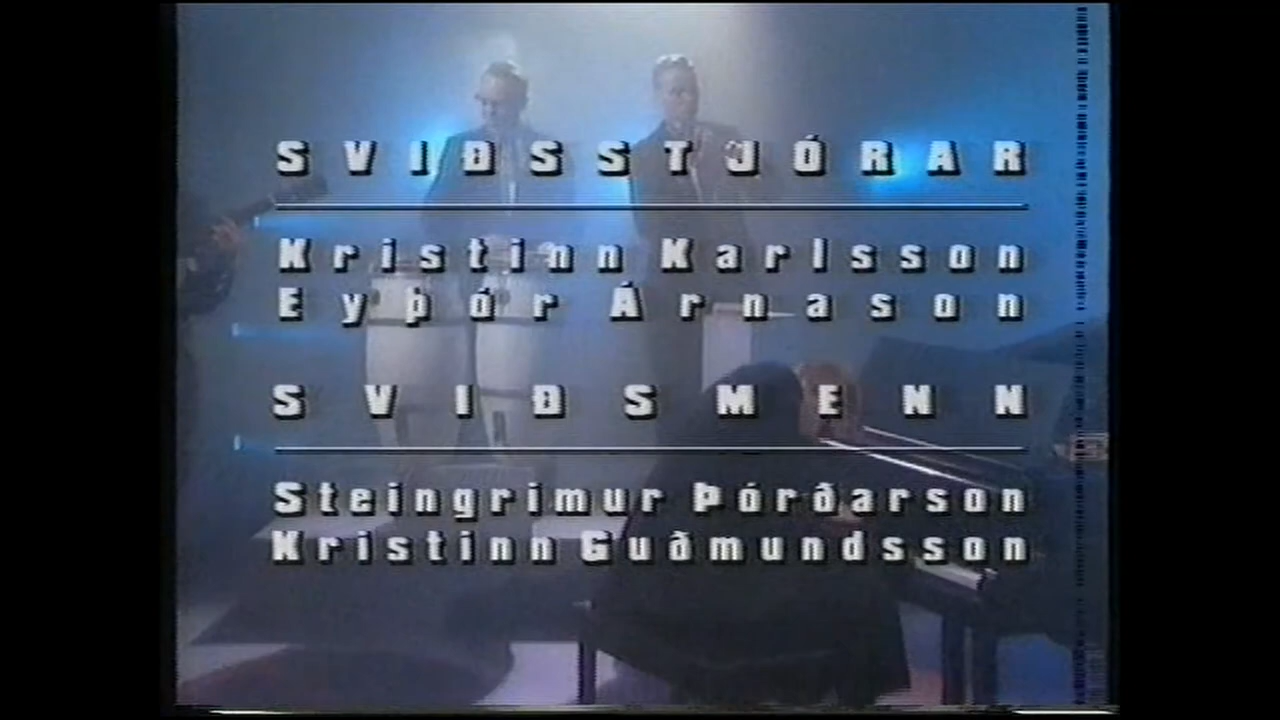 SVIÐSSTJÓRAR
Kristinn Karlsson
Eyþór Árnason
SVIÐSMENN
Steingrimur Þórðarson
Kristinn Guðmundsson